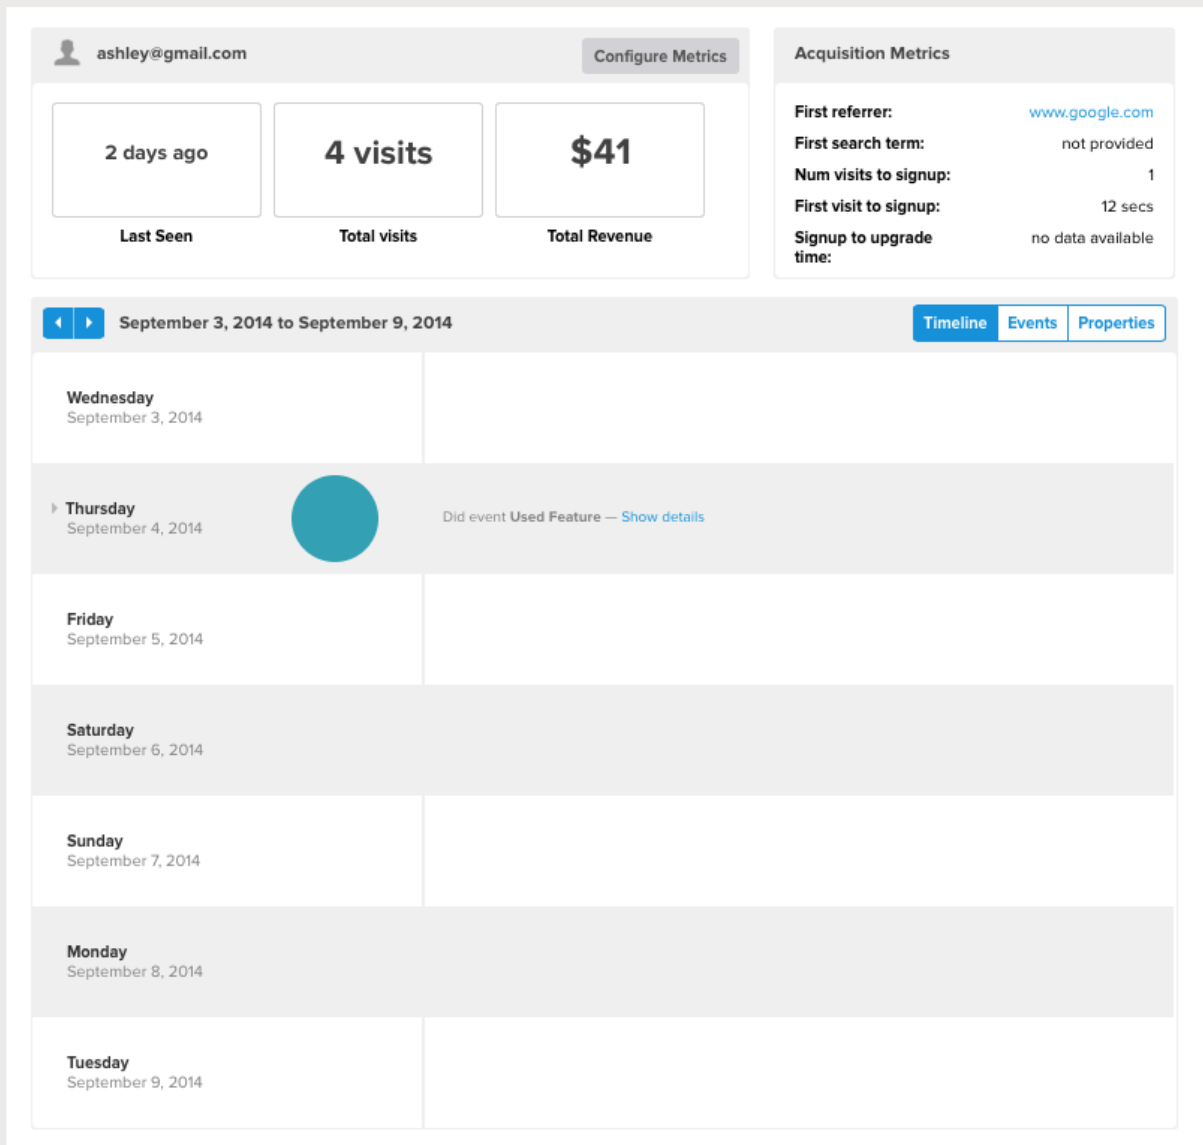 ashley@gmail.com
Configure Metrics
2 days ago
4 visits
$41
Last Seen
Total visits
Total Revenue
Acquisition Metrics
First referrer: www.google.com
First search term: not provided
Num visits to signup: 1
First visit to signup: 12 secs
Signup to upgrade no data available
time:
September 3, 2014 to September 9, 2014
Timeline Events Properties
Wednesday
September 3, 2014
Thursday
September 4, 2014
Did event Used Feature — Show details
Friday
September 5, 2014
Saturday
September 6, 2014
Sunday
September 7, 2014
Monday
September 8, 2014
Tuesday
September 9, 2014